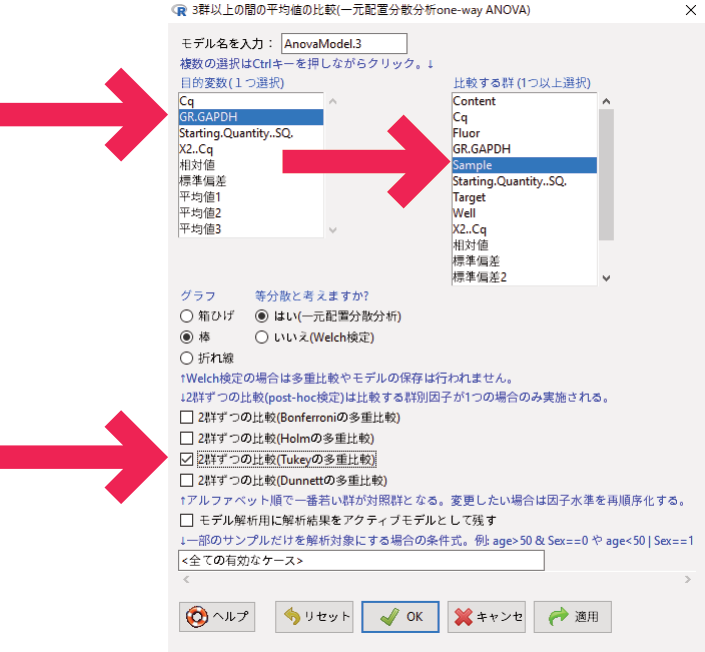 3群以上の間の平均値の比較(一元配置分散分析one-way ANOVA)
モデル名を入力： AnovaModel.3
複数の選択はCtrlキーを押しながらクリック。↓
目的変数(１つ選択)
Cq
GR.GAPDH
Starting.Quantity..SQ.
X2..Cq
相対値
標準偏差
平均値1
平均値2
平均値3
比較する群(1つ以上選択)
Content
Cq
Fluor
GR.GAPDH
Sample
Starting.Quantity..SQ.
Target
Well
X2..Cq
相対値
標準偏差
標準偏差2
グラフ
箱ひげ
棒
折れ線
等分散と考えますか?
はい(一元配置分散分析)
いいえ(Welch検定)
↑Welch検定の場合は多重比較やモデルの保存は行われません。
↓2群ずつの比較(post-hoc検定)は比較する群別因子が1つの場合のみ実施される。
2群ずつの比較(Bonferroniの多重比較)
2群ずつの比較(Holmの多重比較)
2群ずつの比較(Tukeyの多重比較)
2群ずつの比較(Dunnettの多重比較)
↑アルファベット順で一番若い群が対照群となる。変更したい場合は因子水準を再順序化する。
モデル解析用に解析結果をアクティブモデルとして残す
↓一部のサンプルだけを解析対象にする場合の条件式。例: age>50 & Sex==0 や age<50 | Sex==1
<全ての有効なケース>
ヘルプ リセット OK キャンセ 適用